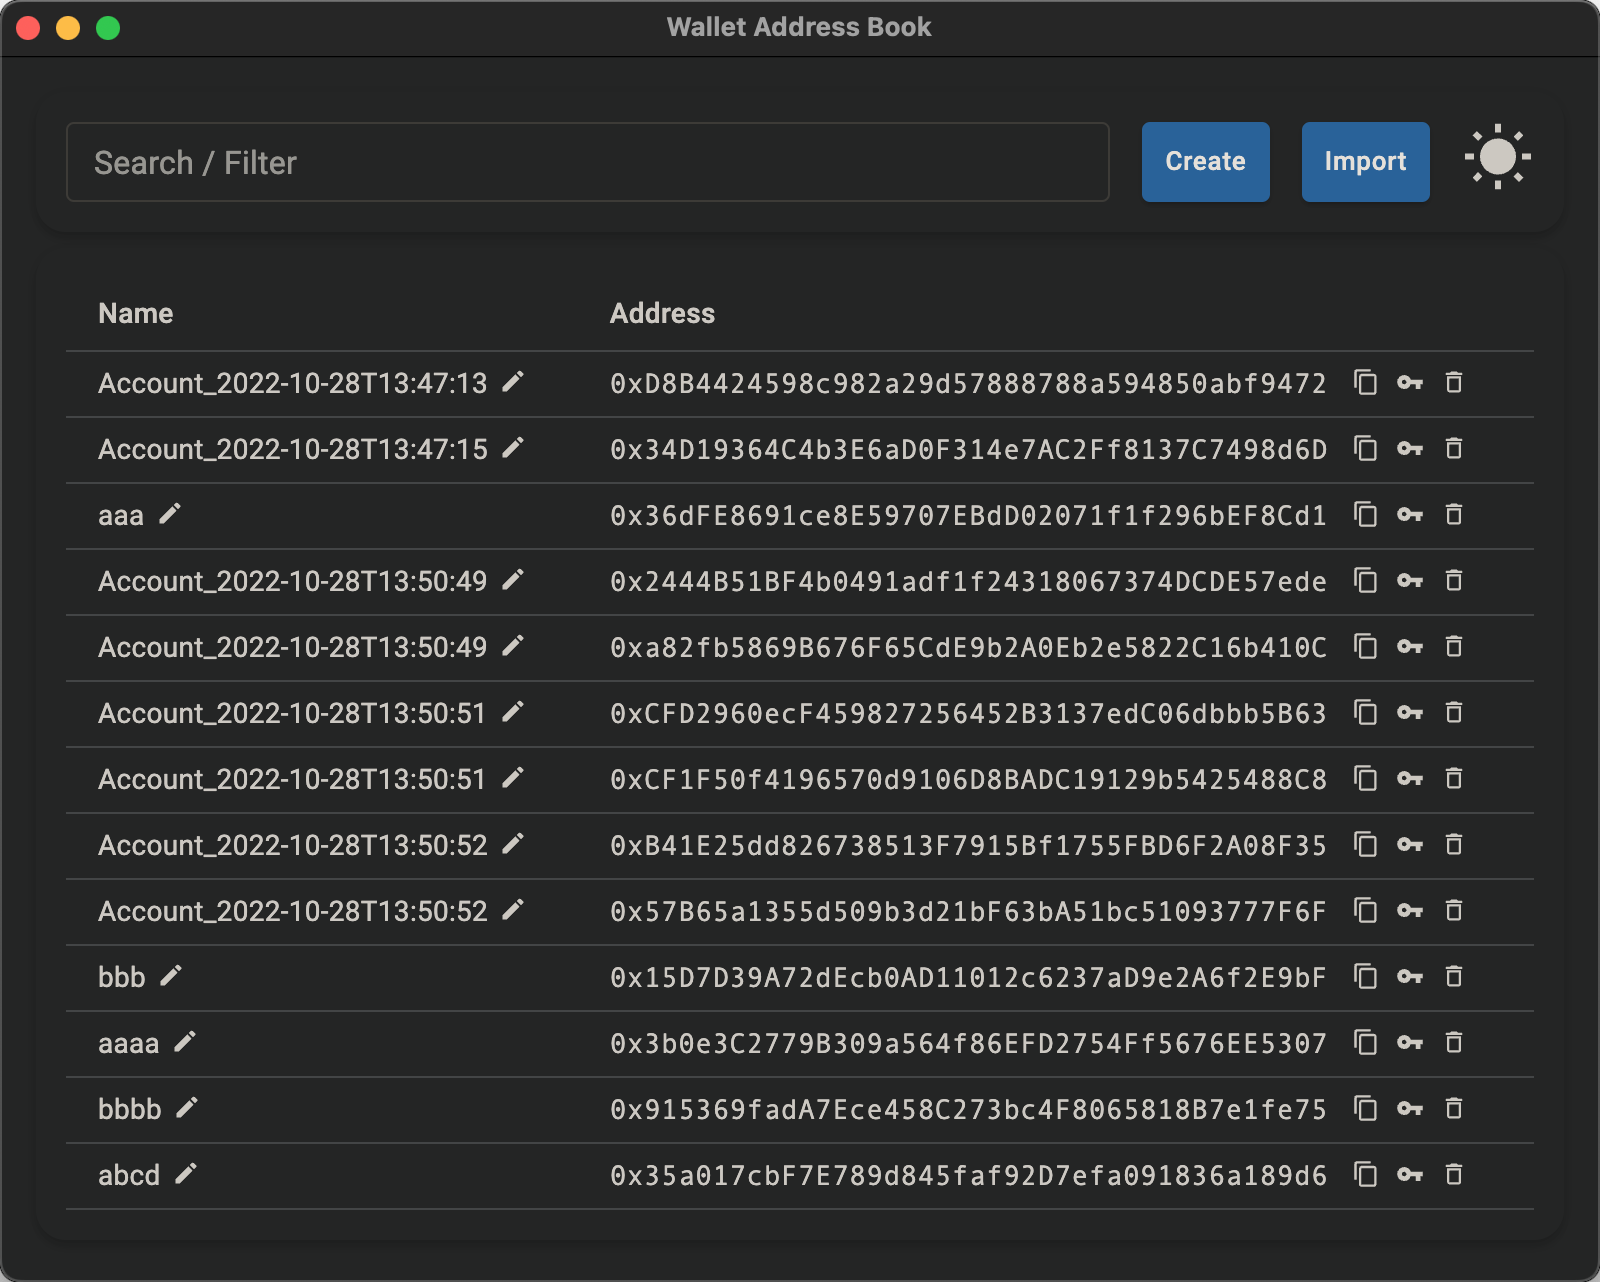 Wallet Address Book
Search / Filter
Create
Import
Name Address
Account_2022-10-28T13:47:13 0xD8B4424598c982a29d57888788a594850abf9472
Account_2022-10-28T13:47:15 0x34D19364C4b3E6aD0F314e7AC2Ff8137C7498d6D
aaa 0x36dFE8691ce8E59707EBdD02071f1f296bEF8Cd1
Account_2022-10-28T13:50:49 0x2444B51BF4b0491adf1f24318067374DCDE57ede
Account_2022-10-28T13:50:49 0xa82fb5869B676F65CdE9b2A0Eb2e5822C16b410C
Account_2022-10-28T13:50:51 0xCFD2960ecF459827256452B3137edC06dbbb5B63
Account_2022-10-28T13:50:51 0xCF1F50f4196570d9106D8BADC19129b5425488C8
Account_2022-10-28T13:50:52 0xB41E25dd826738513F7915Bf1755FBD6F2A08F35
Account_2022-10-28T13:50:52 0x57B65a1355d509b3d21bF63bA51bc51093777F6F
bbb 0x15D7D39A72dEcb0AD11012c6237aD9e2A6f2E9bF
aaaa 0x3b0e3C2779B309a564f86EFD2754Ff5676EE5307
bbbb 0x915369fadA7Ece458C273bc4F8065818B7e1fe75
abcd 0x35a017cbF7E789d845faf92D7efa091836a189d6